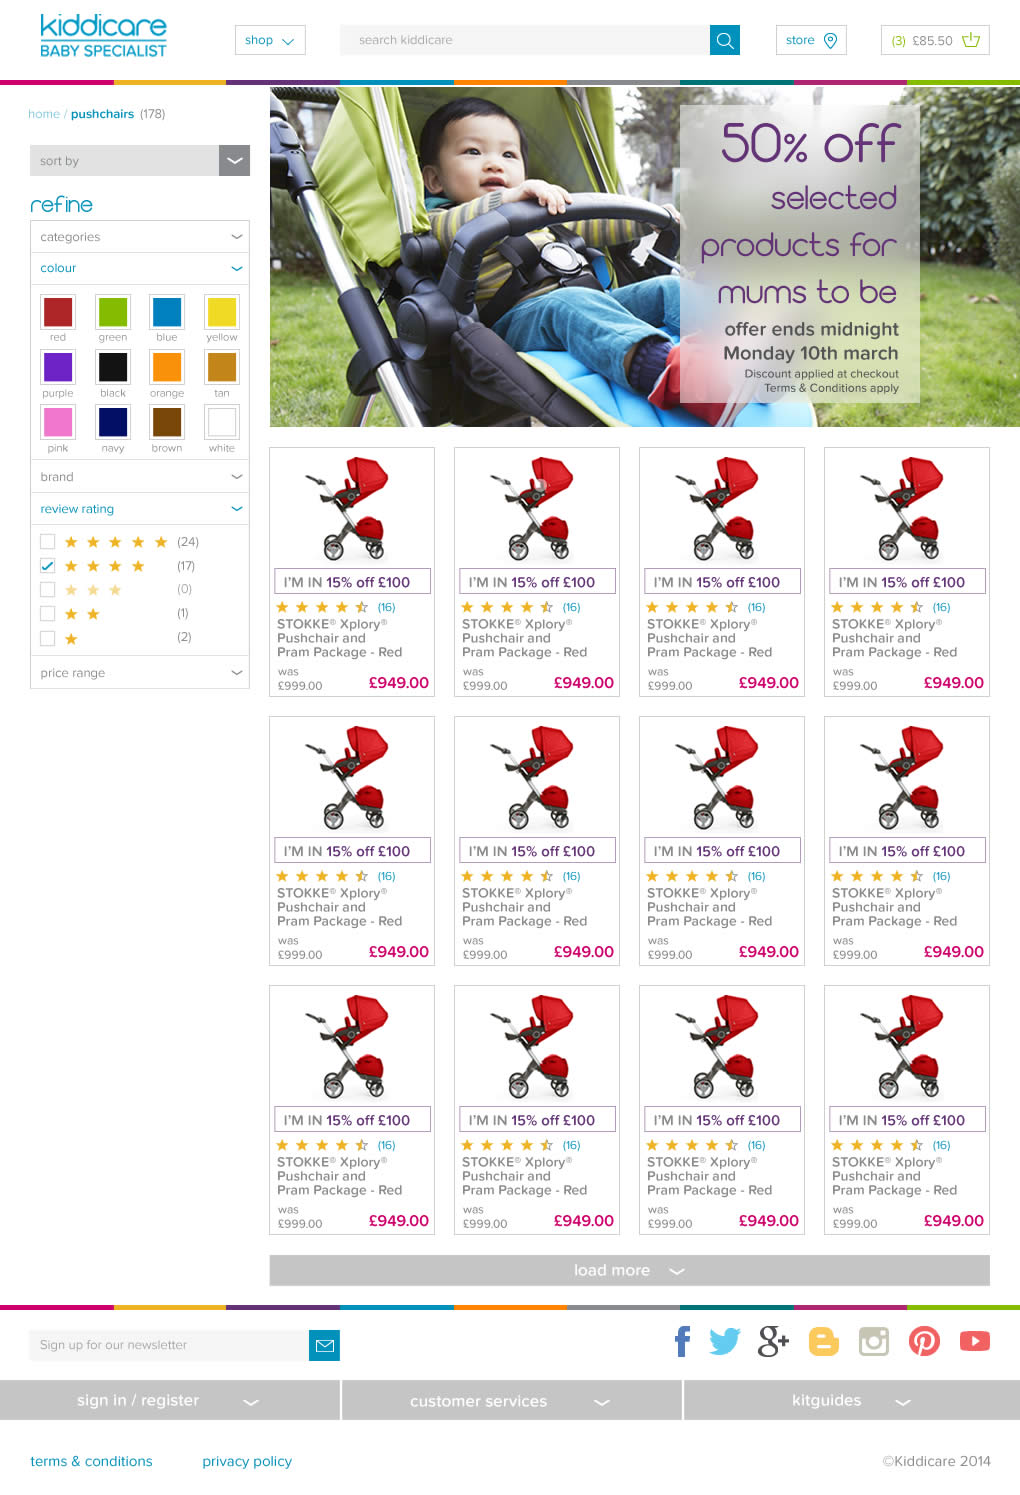 kiddicare
BABY SPECIALIST
shop
search kiddicare
store
(3) £85.50
home / pushchairs (178)
sort by
refine
categories
colour
red green blue yellow
purple black orange tan
pink navy brown white
brand
review rating
(24)
(17)
(0)
(1)
(2)
price range
50% off
selected
products for
mums to be
offer ends midnight
Monday 10th march
Discount applied at checkout
Terms & Conditions apply
I'M IN 15% off £100 I'M IN 15% off £100 I'M IN 15% off £100 I'M IN 15% off £100
(16) (16) (16) (16)
STOKKE® Xplory® STOKKE® Xplory® STOKKE® Xplory® STOKKE® Xplory®
Pushchair and Pushchair and Pushchair and Pushchair and
Pram Package - Red Pram Package - Red Pram Package - Red Pram Package - Red
was was was was
£999.00 £949.00 £999.00 £949.00 £999.00 £949.00 £999.00 £949.00
I'M IN 15% off £100 I'M IN 15% off £100 I'M IN 15% off £100 I'M IN 15% off £100
(16) (16) (16) (16)
STOKKE® Xplory® STOKKE® Xplory® STOKKE® Xplory® STOKKE® Xplory®
Pushchair and Pushchair and Pushchair and Pushchair and
Pram Package - Red Pram Package - Red Pram Package - Red Pram Package - Red
was was was was
£999.00 £949.00 £999.00 £949.00 £999.00 £949.00 £999.00 £949.00
I'M IN 15% off £100 I'M IN 15% off £100 I'M IN 15% off £100 I'M IN 15% off £100
(16) (16) (16) (16)
STOKKE® Xplory® STOKKE® Xplory® STOKKE® Xplory® STOKKE® Xplory®
Pushchair and Pushchair and Pushchair and Pushchair and
Pram Package - Red Pram Package - Red Pram Package - Red Pram Package - Red
was was was was
£999.00 £949.00 £999.00 £949.00 £999.00 £949.00 £999.00 £949.00
load more
Sign up for our newsletter
sign in / register customer services kitguides
terms & conditions privacy policy ©Kiddicare 2014